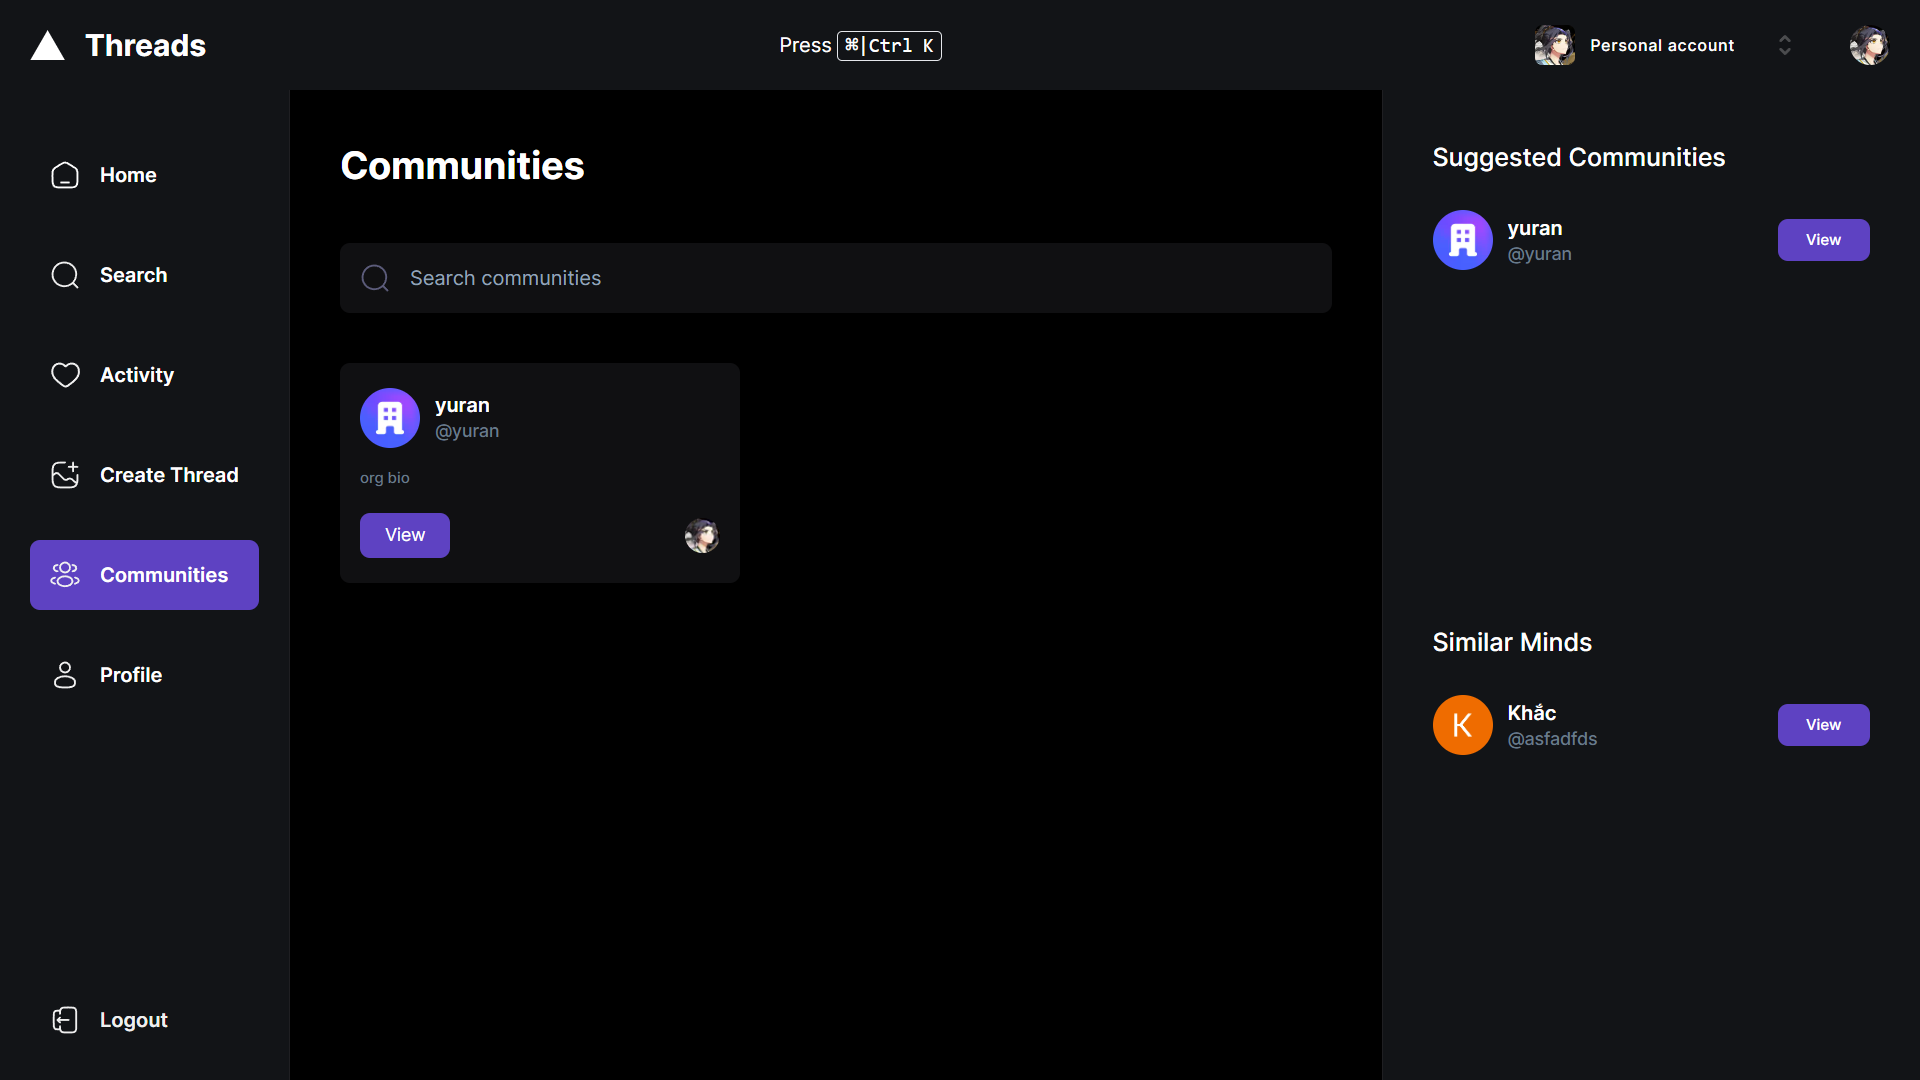 Threads
Press ⌘|Ctrl K
Personal account
Home
Search
Activity
Create Thread
Communities
Profile
Logout
Communities
Search communities
yuran
@yuran
org bio
View
Suggested Communities
yuran
@yuran
View
Similar Minds
K
Khắc
@asfadfds
View